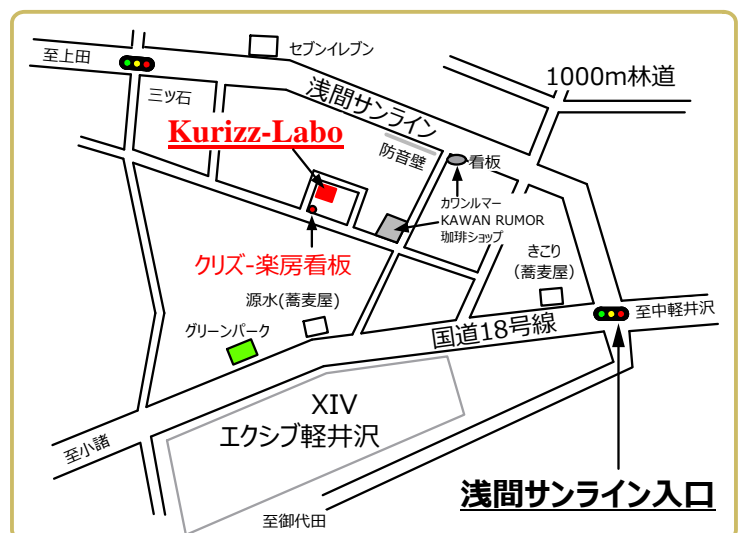 至上田
セブンイレブン
1000m林道
三ツ石
浅間サンライン
Kurizz-Labo
防音壁
看板
カワンルマー
KAWAN RUMOR
珈琲ショップ
きこり
(蕎麦屋)
クリズ-楽房看板
源水(蕎麦屋)
グリーンパーク
国道18号線
至中軽井沢
XIV
エクシブ軽井沢
至小諸
浅間サンライン入口
至御代田